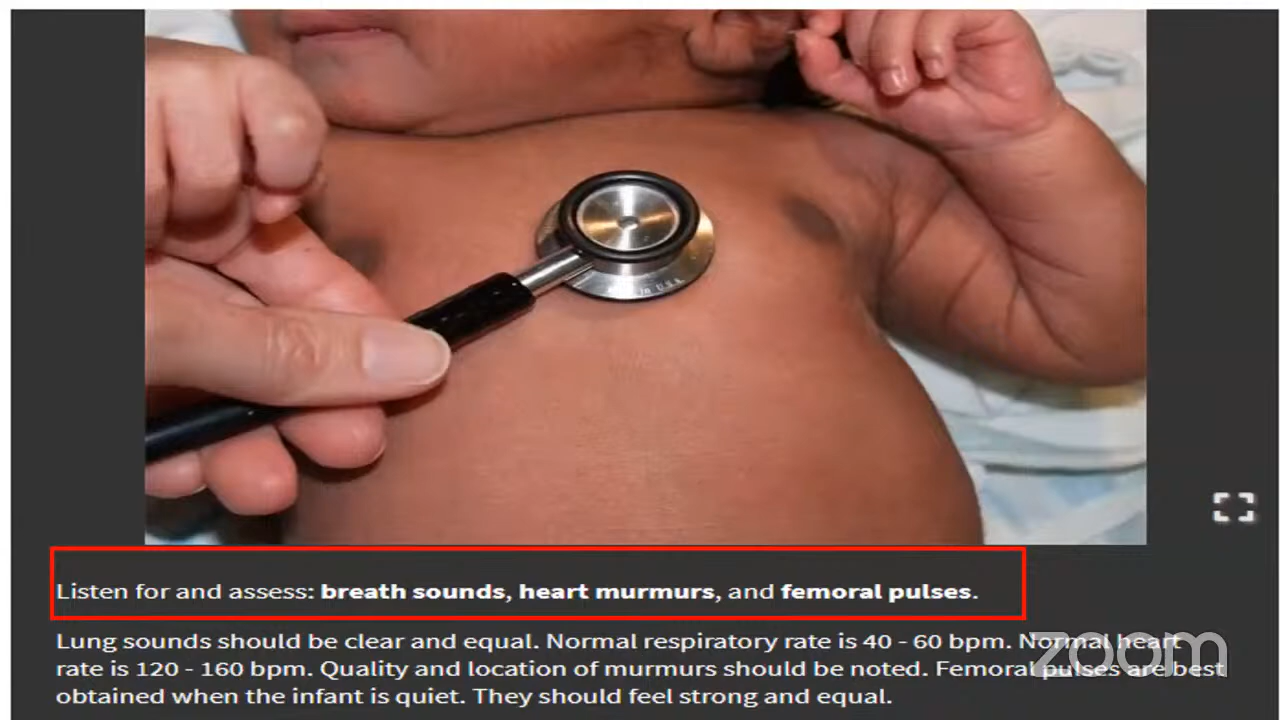 Listen for and assess: breath sounds, heart murmurs, and femoral pulses.
Lung sounds should be clear and equal. Normal respiratory rate is 40 - 60 bpm. Normal heart
rate is 120 - 160 bpm. Quality and location of murmurs should be noted. Femoral pulses are best
obtained when the infant is quiet. They should feel strong and equal.
zoom
U.S.A.